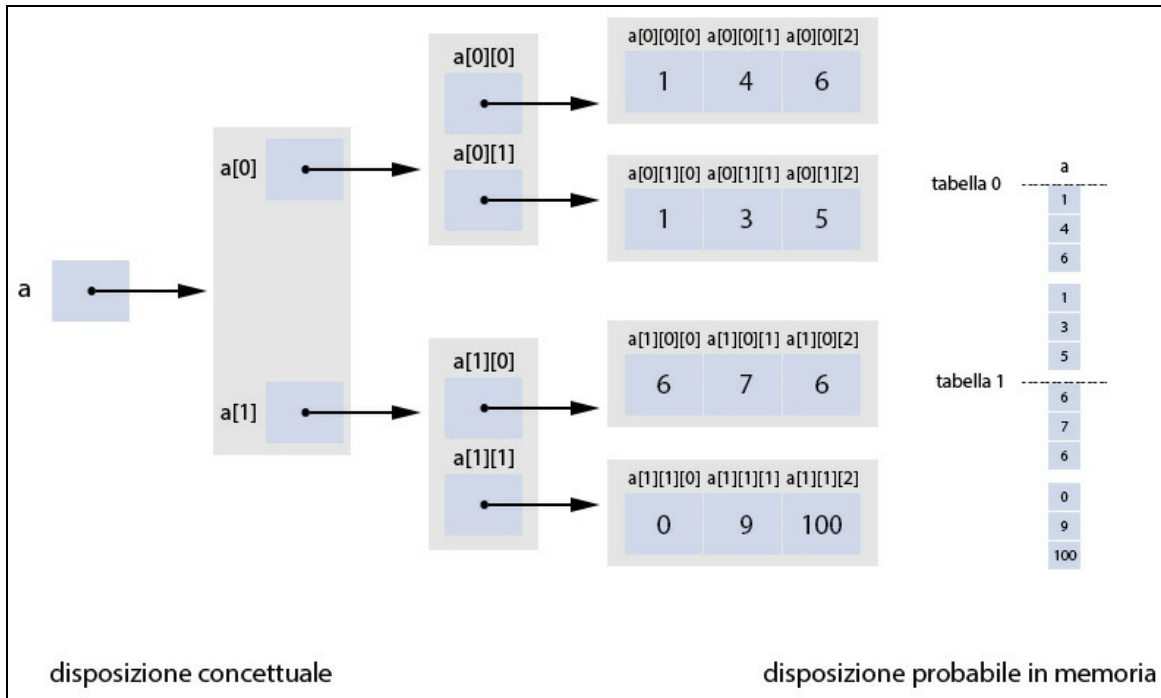 a[0][0][0] a[0][0][1] a[0][0][2]
a[0][0]
1 4 6
a[0]
a[0][1]
a[0][1][0] a[0][1][1] a[0][1][2]
1 3 5
a
a[1][0]
a[1][0][0] a[1][0][1] a[1][0][2]
6 7 6
a[1]
a[1][1]
a[1][1][0] a[1][1][1] a[1][1][2]
0 9 100
a
tabella 0
1
4
6
1
3
5
tabella 1
6
7
6
0
9
100
disposizione concettuale
disposizione probabile in memoria